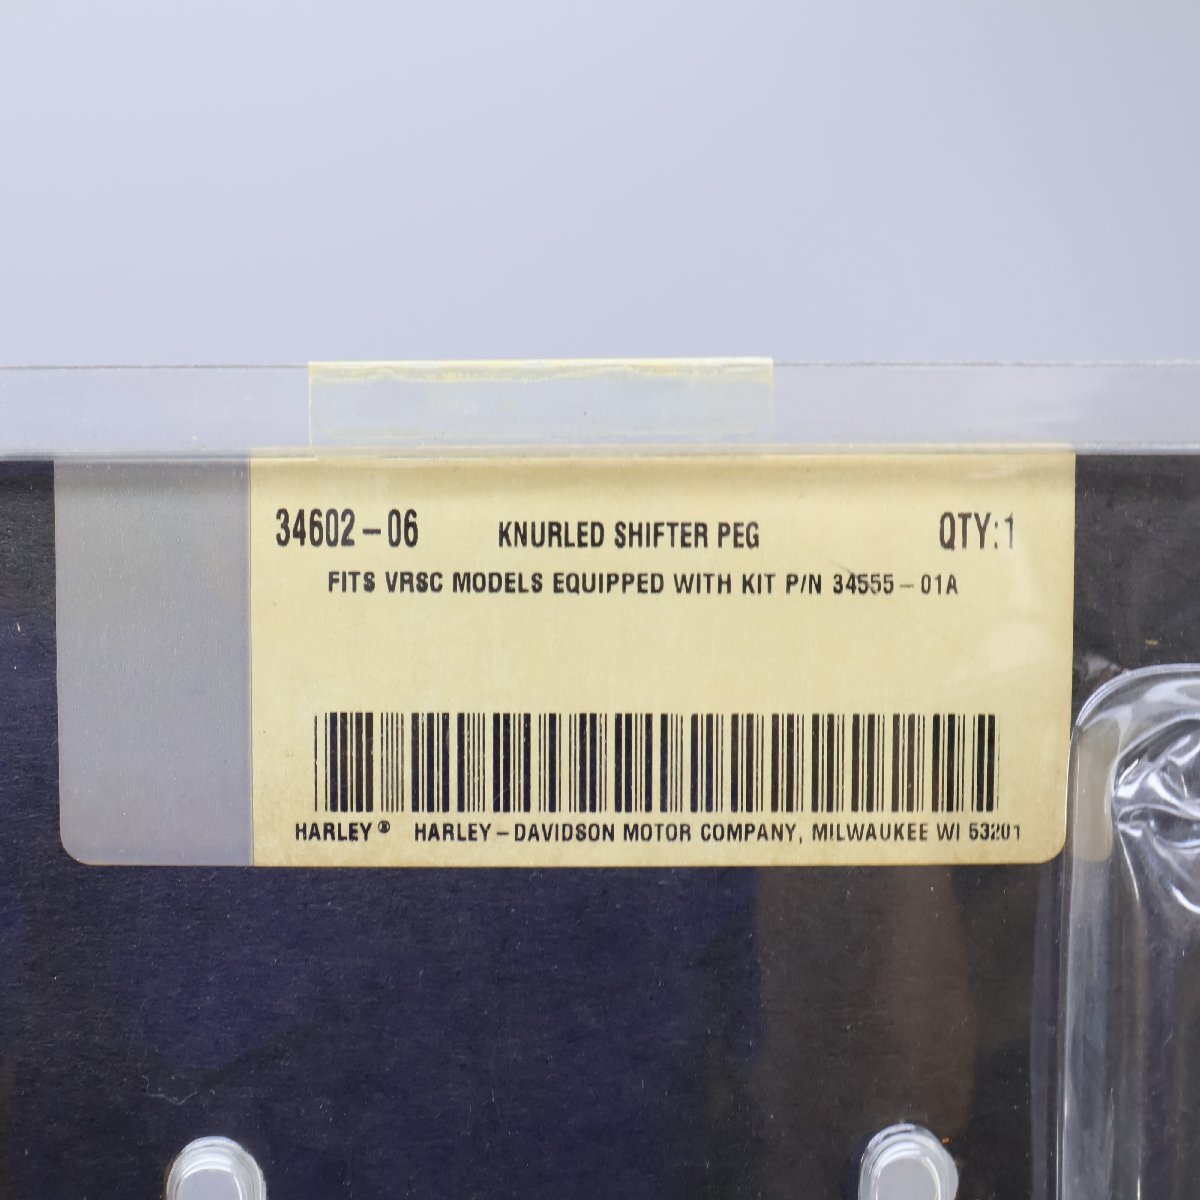 34602-06 KNURLED SHIFTER PEG QTY:1
FITS VRSC MODELS EQUIPPED WITH KIT P/N 34555-01A
HARLEY® HARLEY-DAVIDSON MOTOR COMPANY, MILWAUKEE WI 53201